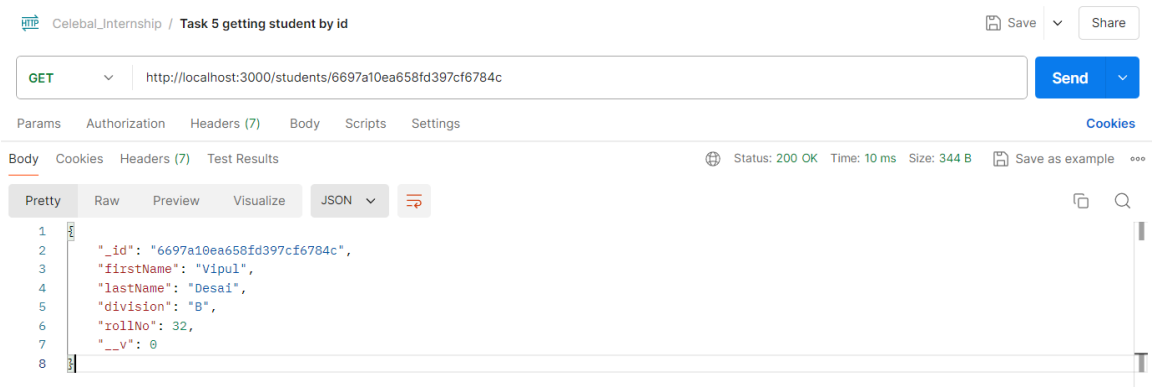 HTTP Celebal_Internship / Task 5 getting student by id Save Share
GET http://localhost:3000/students/6697a10ea658fd397cf6784c Send
Params Authorization Headers (7) Body Scripts Settings Cookies
Body Cookies Headers (7) Test Results Status: 200 OK Time: 10 ms Size: 344 B Save as example
Pretty Raw Preview Visualize JSON
1 {
2 "_id": "6697a10ea658fd397cf6784c",
3 "firstName": "Vipul",
4 "lastName": "Desai",
5 "division": "B",
6 "rollNo": 32,
7 "__v": 0
8 }